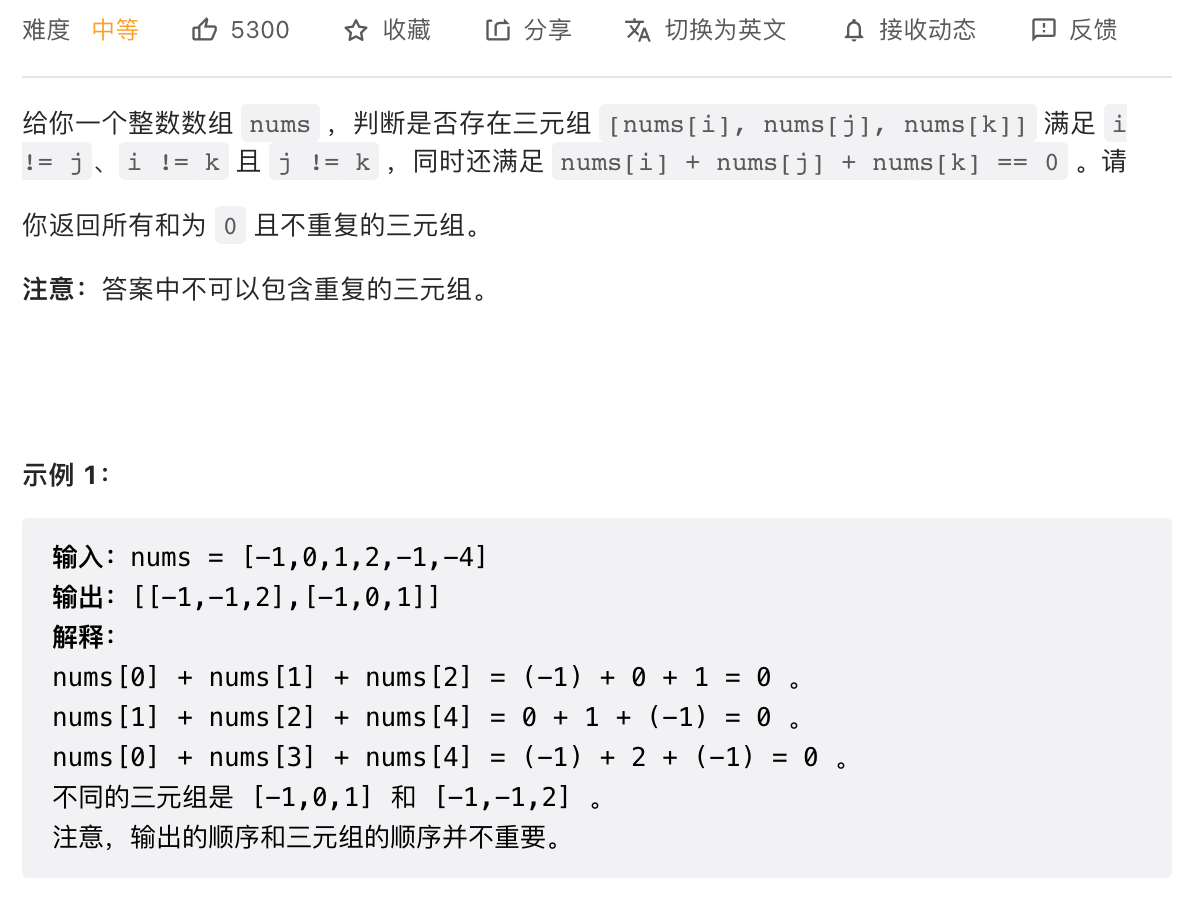 难度 中等 5300 收藏 分享 切换为英文 接收动态 反馈
给你一个整数数组 nums ，判断是否存在三元组 [nums[i], nums[j], nums[k]] 满足 i
!= j、i != k 且 j != k ，同时还满足 nums[i] + nums[j] + nums[k] == 0 。请
你返回所有和为 0 且不重复的三元组。
注意：答案中不可以包含重复的三元组。
示例 1：
输入：nums = [-1,0,1,2,-1,-4]
输出：[[-1,-1,2],[-1,0,1]]
解释：
nums[0] + nums[1] + nums[2] = (-1) + 0 + 1 = 0 。
nums[1] + nums[2] + nums[4] = 0 + 1 + (-1) = 0 。
nums[0] + nums[3] + nums[4] = (-1) + 2 + (-1) = 0 。
不同的三元组是 [-1,0,1] 和 [-1,-1,2] 。
注意，输出的顺序和三元组的顺序并不重要。